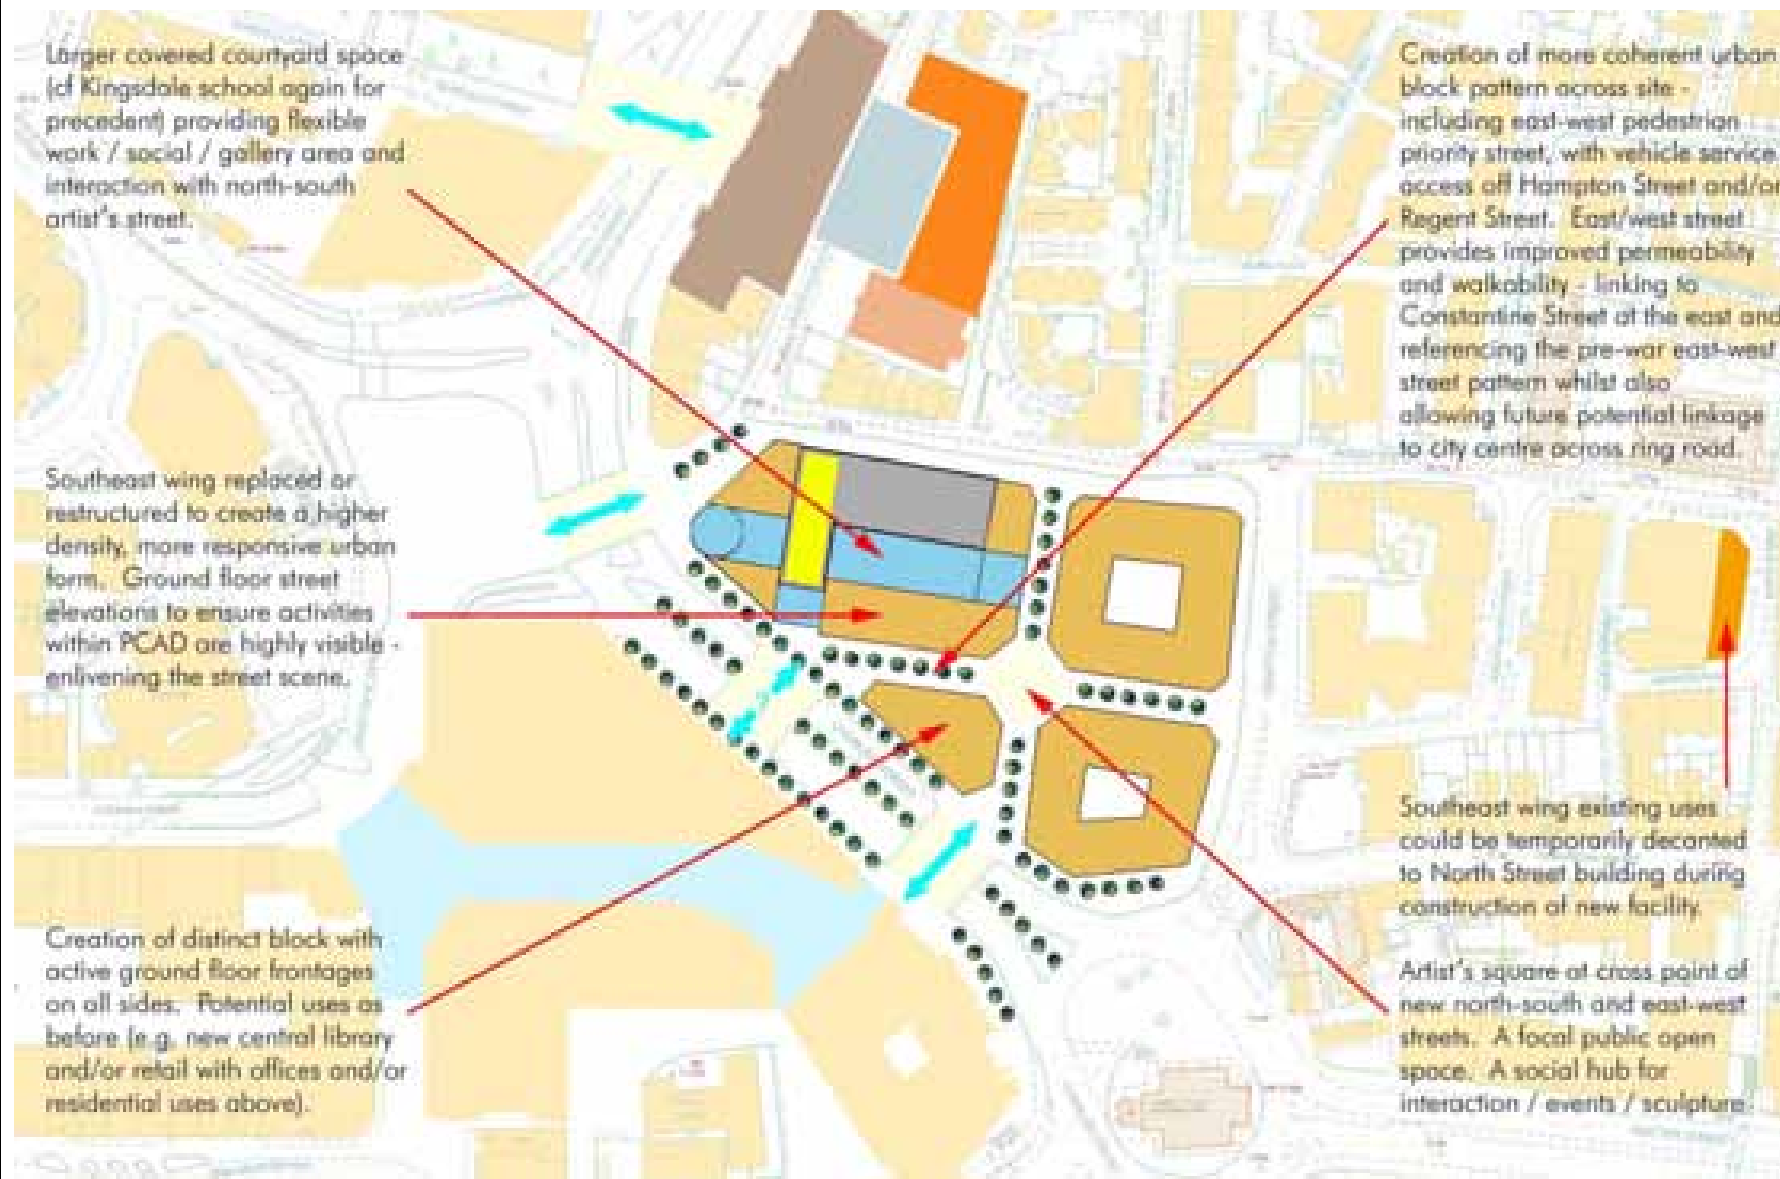 Larger covered courtyard space
(cf Kingsdale school again for
precedent) providing flexible
work / social / gallery area and
interaction with north-south
artist's street.
Southeast wing replaced or
restructured to create a higher
density, more responsive urban
form. Ground floor street
elevations to ensure activities
within PCAD are highly visible -
enlivening the street scene.
Creation of distinct block with
active ground floor frontages
on all sides. Potential uses as
before (e.g. new central library
and/or retail with offices and/or
residential uses above).
Creation of more coherent urban
block pattern across site -
including east-west pedestrian
priority street, with vehicle service
access off Hampton Street and/or
Regent Street. East/west street
provides improved permeability
and walkability - linking to
Constantine Street at the east and
referencing the pre-war east-west
street pattern whilst also
allowing future potential linkage
to city centre across ring road.
Southeast wing existing uses
could be temporarily decanted
to North Street building during
construction of new facility.
Artist's square at cross point of
new north-south and east-west
streets. A focal public open
space. A social hub for
interaction / events / sculpture.